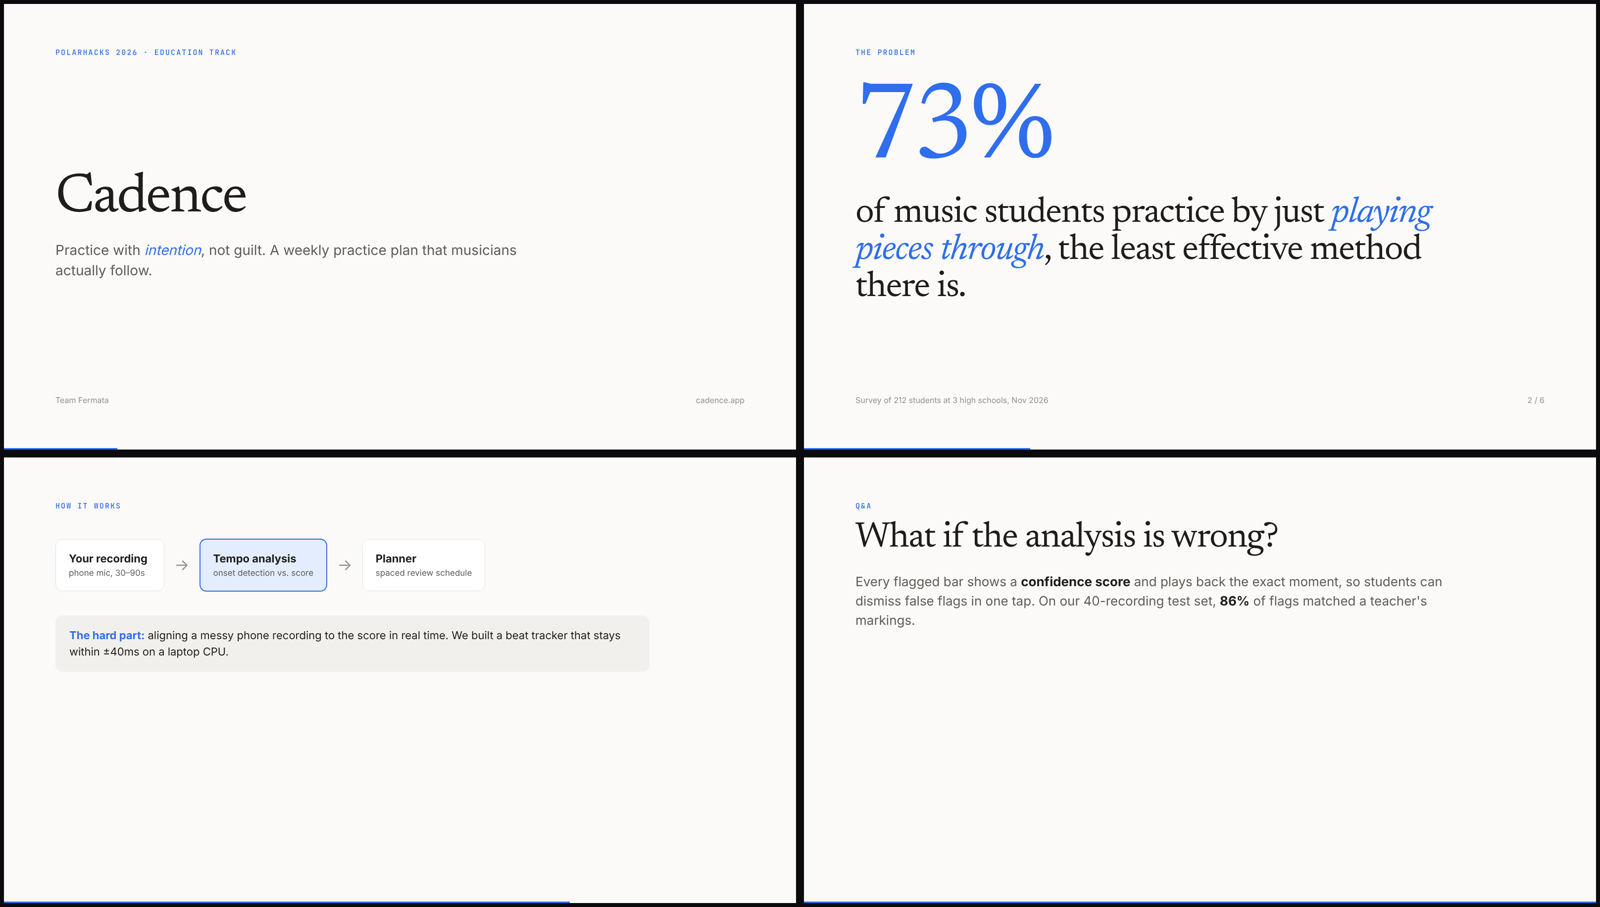 POLARHACKS 2026 · EDUCATION TRACK
Cadence
Practice with intention, not guilt. A weekly practice plan that musicians
actually follow.
Team Fermata
cadence.app
THE PROBLEM
73%
of music students practice by just playing
pieces through, the least effective method
there is.
Survey of 212 students at 3 high schools, Nov 2026
2 / 6
HOW IT WORKS
Your recording
phone mic, 30–90s
→
Tempo analysis
onset detection vs. score
→
Planner
spaced review schedule
The hard part: aligning a messy phone recording to the score in real time. We built a beat tracker that stays
within ±40ms on a laptop CPU.
Q&A
What if the analysis is wrong?
Every flagged bar shows a confidence score and plays back the exact moment, so students can
dismiss false flags in one tap. On our 40-recording test set, 86% of flags matched a teacher's
markings.